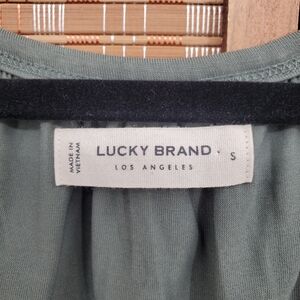 MADE IN
VIETNAM
LUCKY BRAND
LOS ANGELES
S